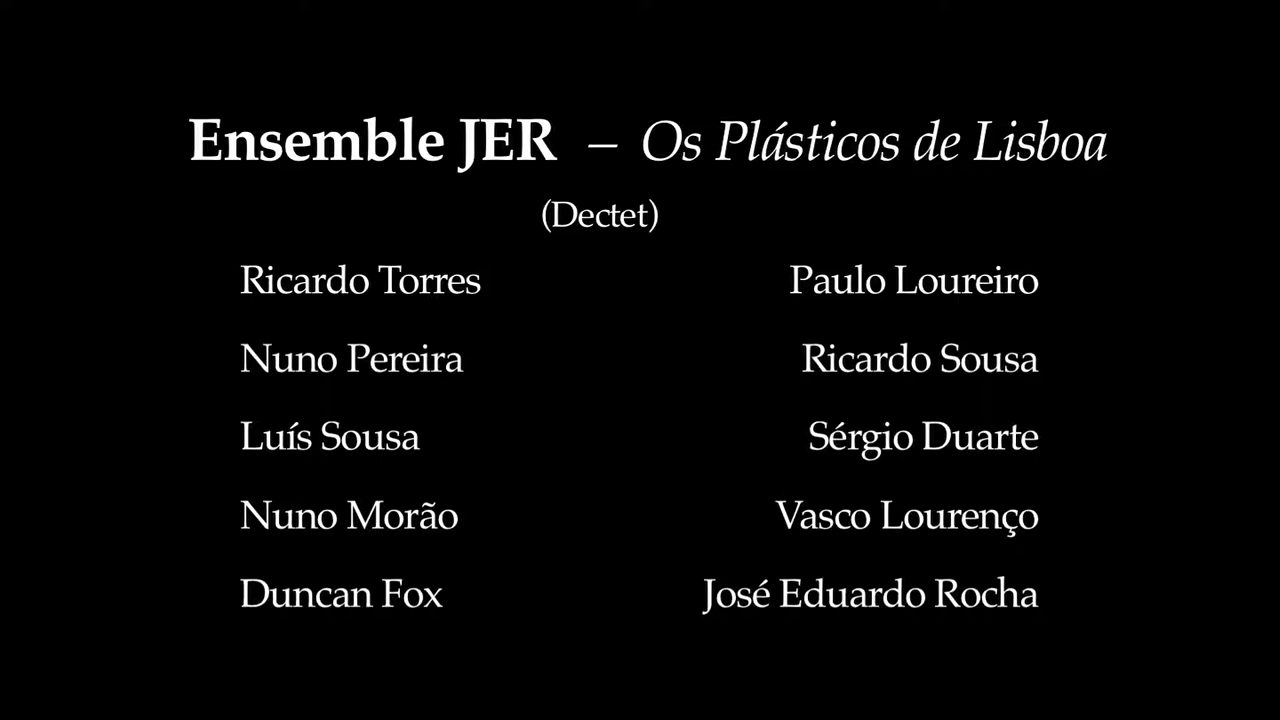 Ensemble JER – Os Plásticos de Lisboa
(Dectet)
Ricardo Torres Paulo Loureiro
Nuno Pereira Ricardo Sousa
Luís Sousa Sérgio Duarte
Nuno Morão Vasco Lourenço
Duncan Fox José Eduardo Rocha